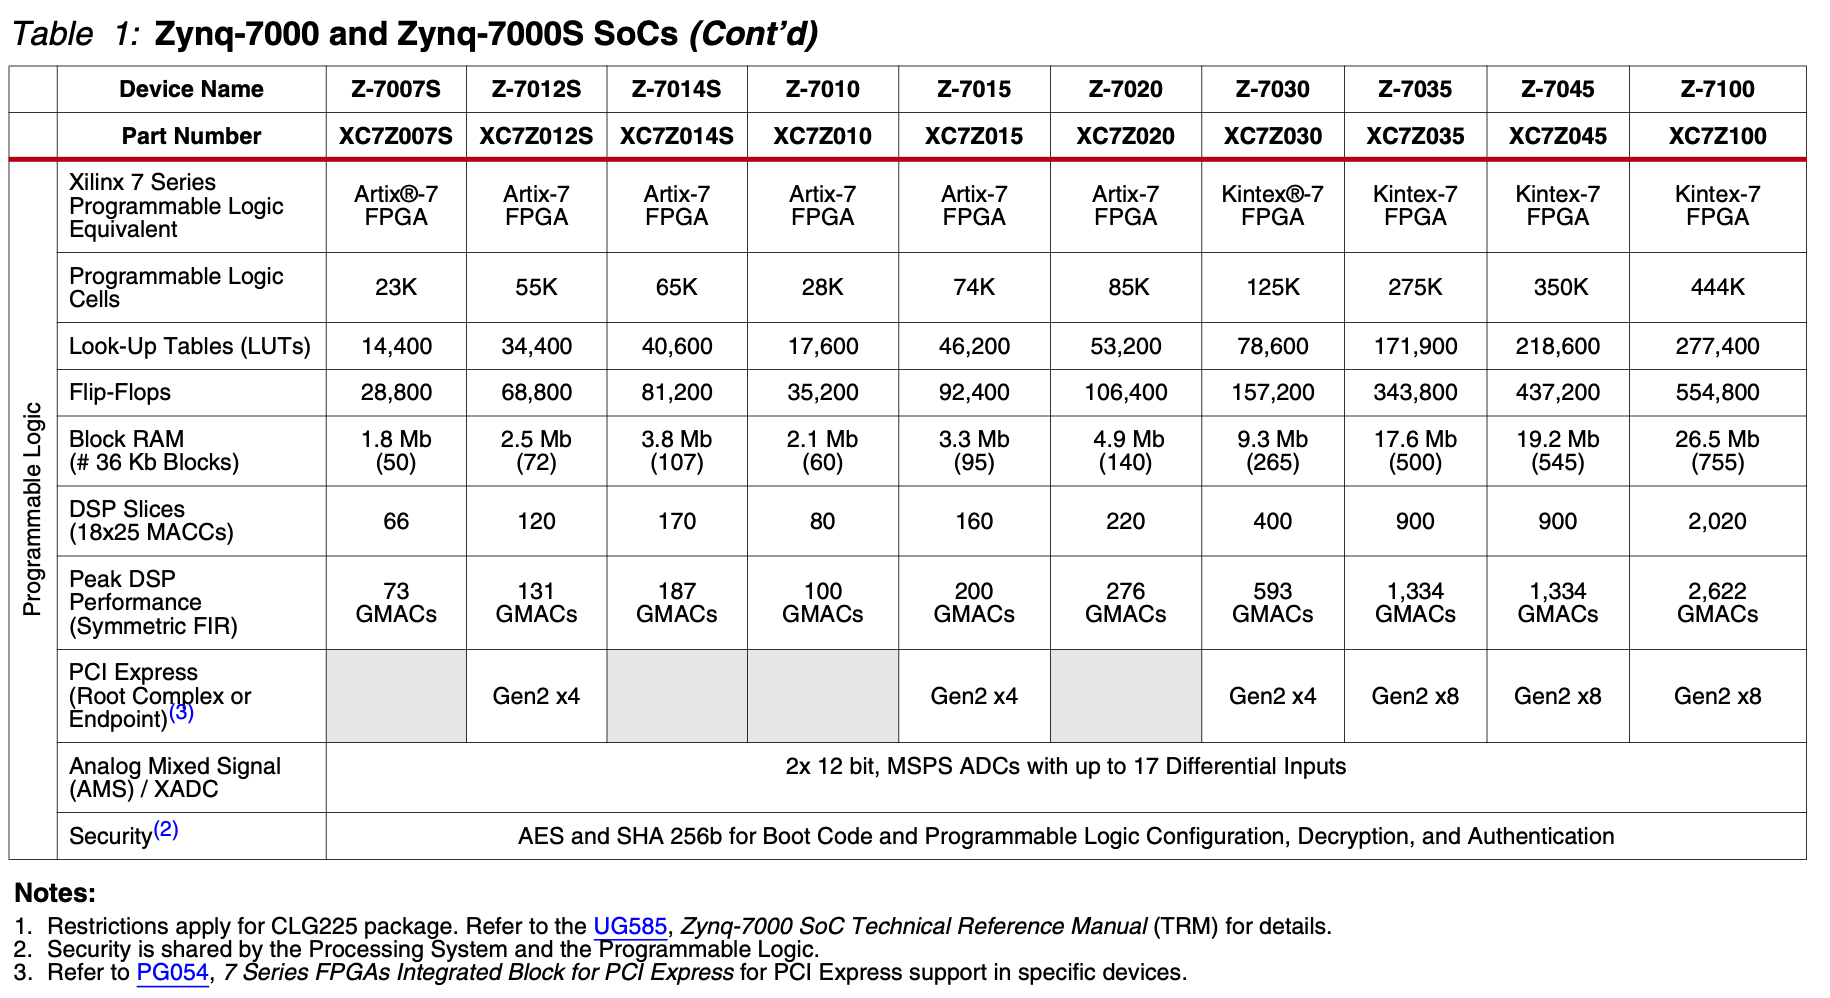 Table 1: Zynq-7000 and Zynq-7000S SoCs (Cont’d)
Device Name Z-7007S Z-7012S Z-7014S Z-7010 Z-7015 Z-7020 Z-7030 Z-7035 Z-7045 Z-7100
Part Number XC7Z007S XC7Z012S XC7Z014S XC7Z010 XC7Z015 XC7Z020 XC7Z030 XC7Z035 XC7Z045 XC7Z100
Programmable Logic
Xilinx 7 Series
Programmable Logic
Equivalent
Artix®-7 Artix-7 Artix-7 Artix-7 Artix-7 Artix-7 Kintex®-7 Kintex-7 Kintex-7 Kintex-7
FPGA FPGA FPGA FPGA FPGA FPGA FPGA FPGA FPGA FPGA
Programmable Logic
Cells
23K 55K 65K 28K 74K 85K 125K 275K 350K 444K
Look-Up Tables (LUTs) 14,400 34,400 40,600 17,600 46,200 53,200 78,600 171,900 218,600 277,400
Flip-Flops 28,800 68,800 81,200 35,200 92,400 106,400 157,200 343,800 437,200 554,800
Block RAM 1.8 Mb 2.5 Mb 3.8 Mb 2.1 Mb 3.3 Mb 4.9 Mb 9.3 Mb 17.6 Mb 19.2 Mb 26.5 Mb
(# 36 Kb Blocks) (50) (72) (107) (60) (95) (140) (265) (500) (545) (755)
DSP Slices
(18x25 MACCs)
66 120 170 80 160 220 400 900 900 2,020
Peak DSP
Performance
(Symmetric FIR)
73 131 187 100 200 276 593 1,334 1,334 2,622
GMACs GMACs GMACs GMACs GMACs GMACs GMACs GMACs GMACs GMACs
PCI Express
(Root Complex or
Endpoint)(3)
Gen2 x4 Gen2 x4 Gen2 x4 Gen2 x8 Gen2 x8 Gen2 x8
Analog Mixed Signal
(AMS) / XADC
2x 12 bit, MSPS ADCs with up to 17 Differential Inputs
Security(2) AES and SHA 256b for Boot Code and Programmable Logic Configuration, Decryption, and Authentication
Notes:
1. Restrictions apply for CLG225 package. Refer to the UG585, Zynq-7000 SoC Technical Reference Manual (TRM) for details.
2. Security is shared by the Processing System and the Programmable Logic.
3. Refer to PG054, 7 Series FPGAs Integrated Block for PCI Express for PCI Express support in specific devices.